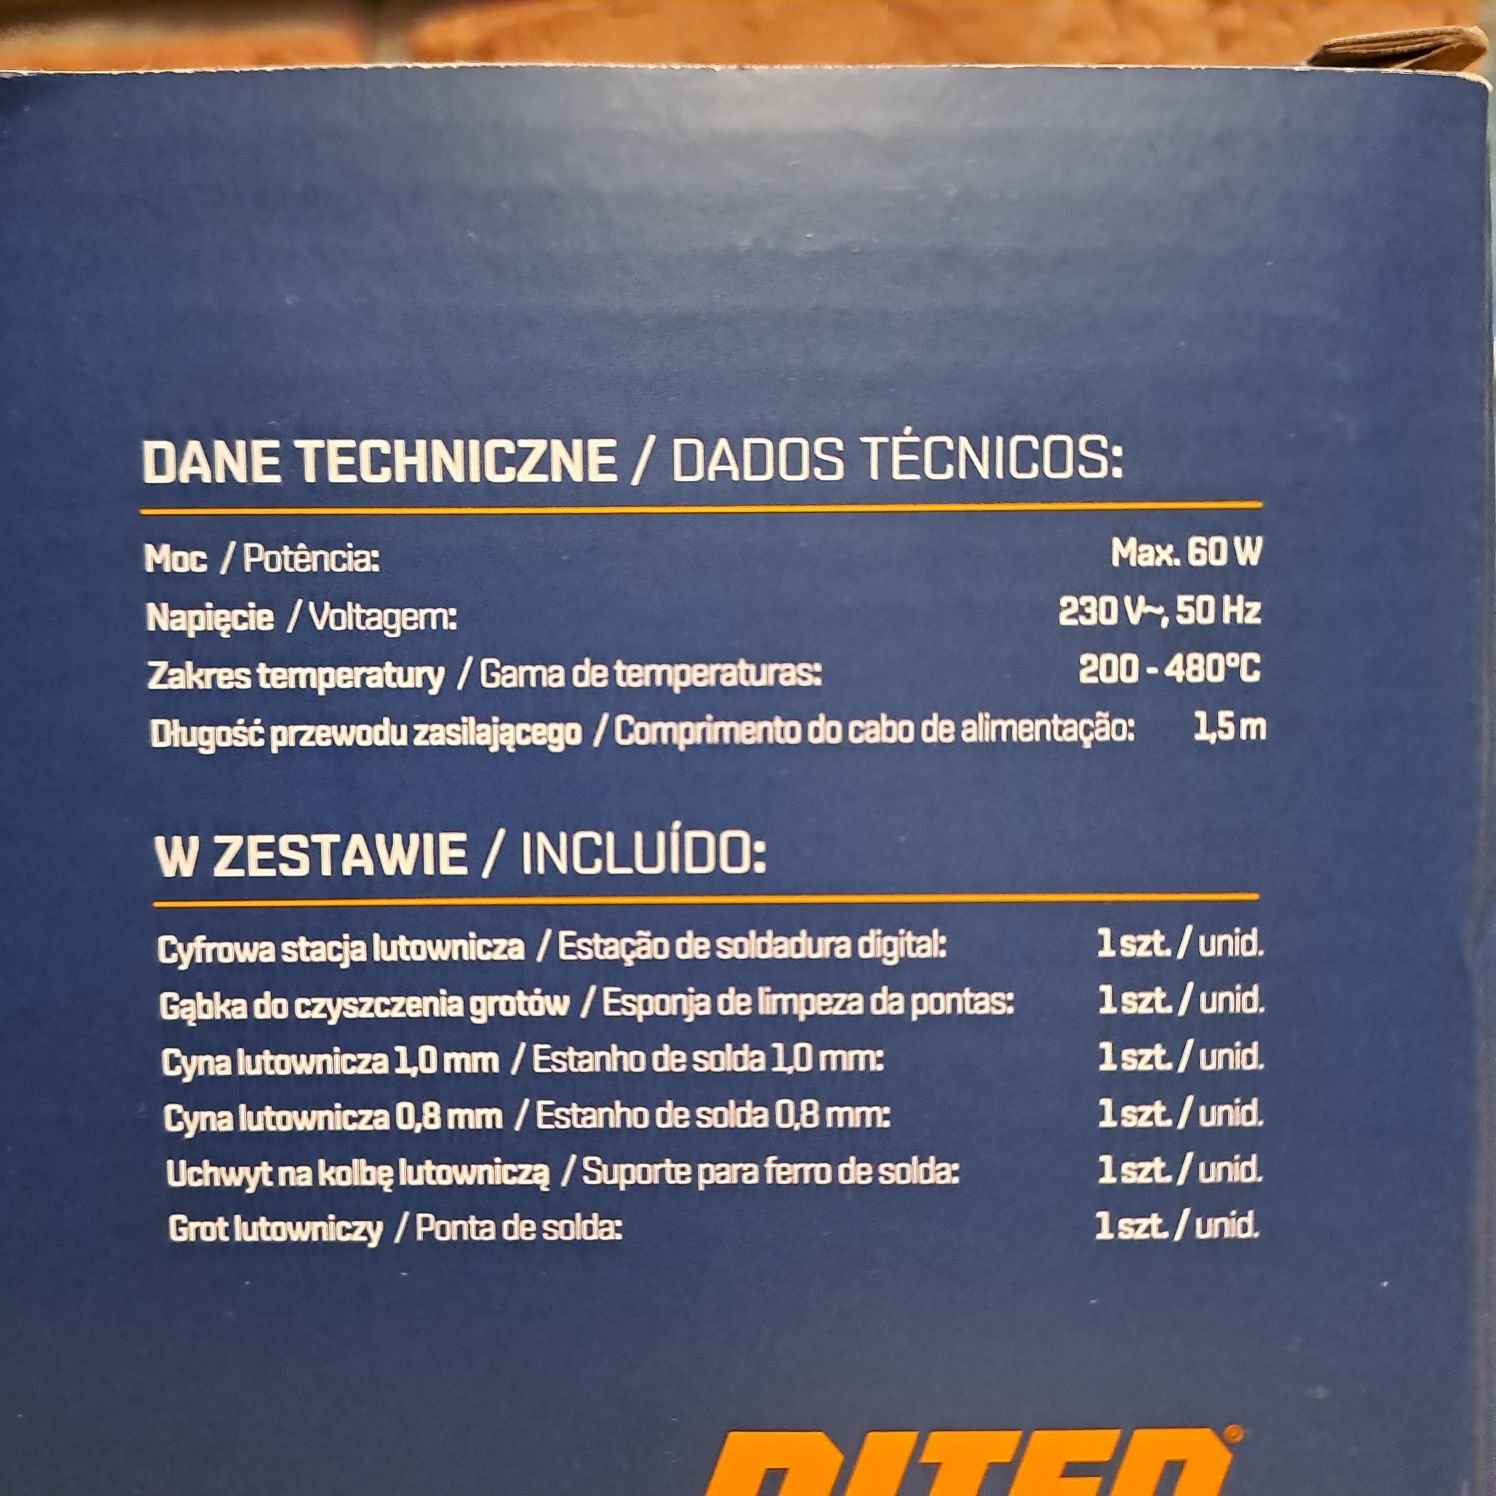 DANE TECHNICZNE / DADOS TÉCNICOS:
Moc / Potência: Max. 60 W
Napięcie / Voltagem: 230 V~, 50 Hz
Zakres temperatury / Gama de temperaturas: 200 - 480°C
Długość przewodu zasilającego / Comprimento do cabo de alimentação: 1,5 m
W ZESTAWIE / INCLUÍDO:
Cyfrowa stacja lutownicza / Estação de soldadura digital: 1 szt. / unid.
Gąbka do czyszczenia grotów / Esponja de limpeza da pontas: 1 szt. / unid.
Cyna lutownicza 1,0 mm / Estanho de solda 1,0 mm: 1 szt. / unid.
Cyna lutownicza 0,8 mm / Estanho de solda 0,8 mm: 1 szt. / unid.
Uchwyt na kolbę lutowniczą / Suporte para ferro de solda: 1 szt. / unid.
Grot lutowniczy / Ponta de solda: 1 szt. / unid.